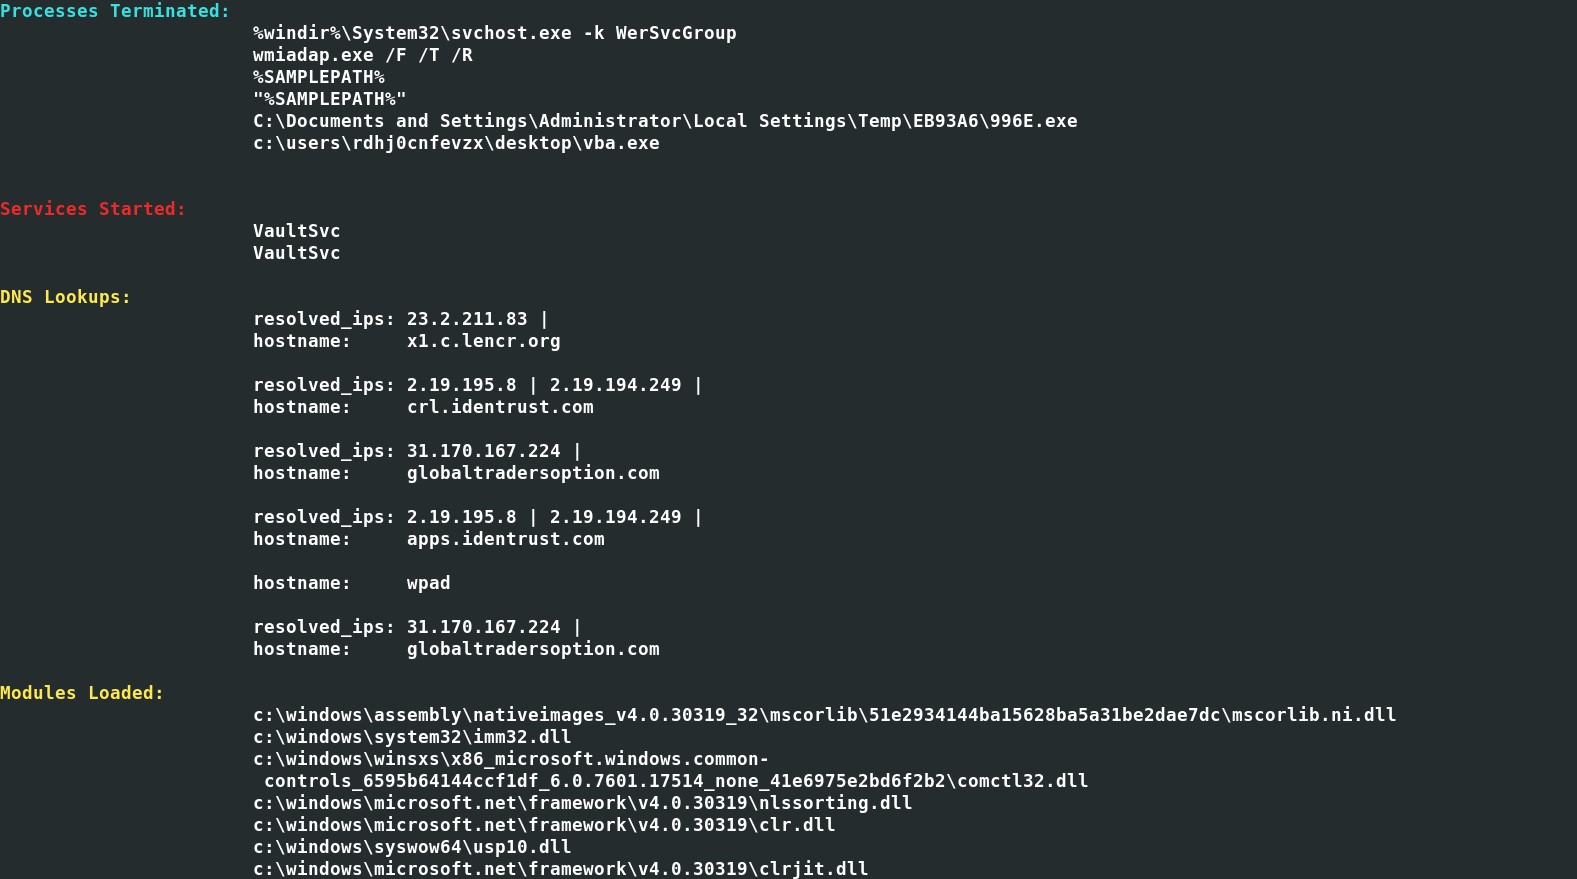 Processes Terminated:
%windir%\System32\svchost.exe -k WerSvcGroup
wmiadap.exe /F /T /R
%SAMPLEPATH%
"%SAMPLEPATH%"
C:\Documents and Settings\Administrator\Local Settings\Temp\EB93A6\996E.exe
c:\users\rdhj0cnfevzx\desktop\vba.exe
Services Started:
VaultSvc
VaultSvc
DNS Lookups:
resolved_ips: 23.2.211.83 |
hostname: x1.c.lencr.org
resolved_ips: 2.19.195.8 | 2.19.194.249 |
hostname: crl.identrust.com
resolved_ips: 31.170.167.224 |
hostname: globaltradersoption.com
resolved_ips: 2.19.195.8 | 2.19.194.249 |
hostname: apps.identrust.com
hostname: wpad
resolved_ips: 31.170.167.224 |
hostname: globaltradersoption.com
Modules Loaded:
c:\windows\assembly\nativeimages_v4.0.30319_32\mscorlib\51e2934144ba15628ba5a31be2dae7dc\mscorlib.ni.dll
c:\windows\system32\imm32.dll
c:\windows\winsxs\x86_microsoft.windows.common-
controls_6595b64144ccf1df_6.0.7601.17514_none_41e6975e2bd6f2b2\comctl32.dll
c:\windows\microsoft.net\framework\v4.0.30319\nlssorting.dll
c:\windows\microsoft.net\framework\v4.0.30319\clr.dll
c:\windows\syswow64\usp10.dll
c:\windows\microsoft.net\framework\v4.0.30319\clrjit.dll